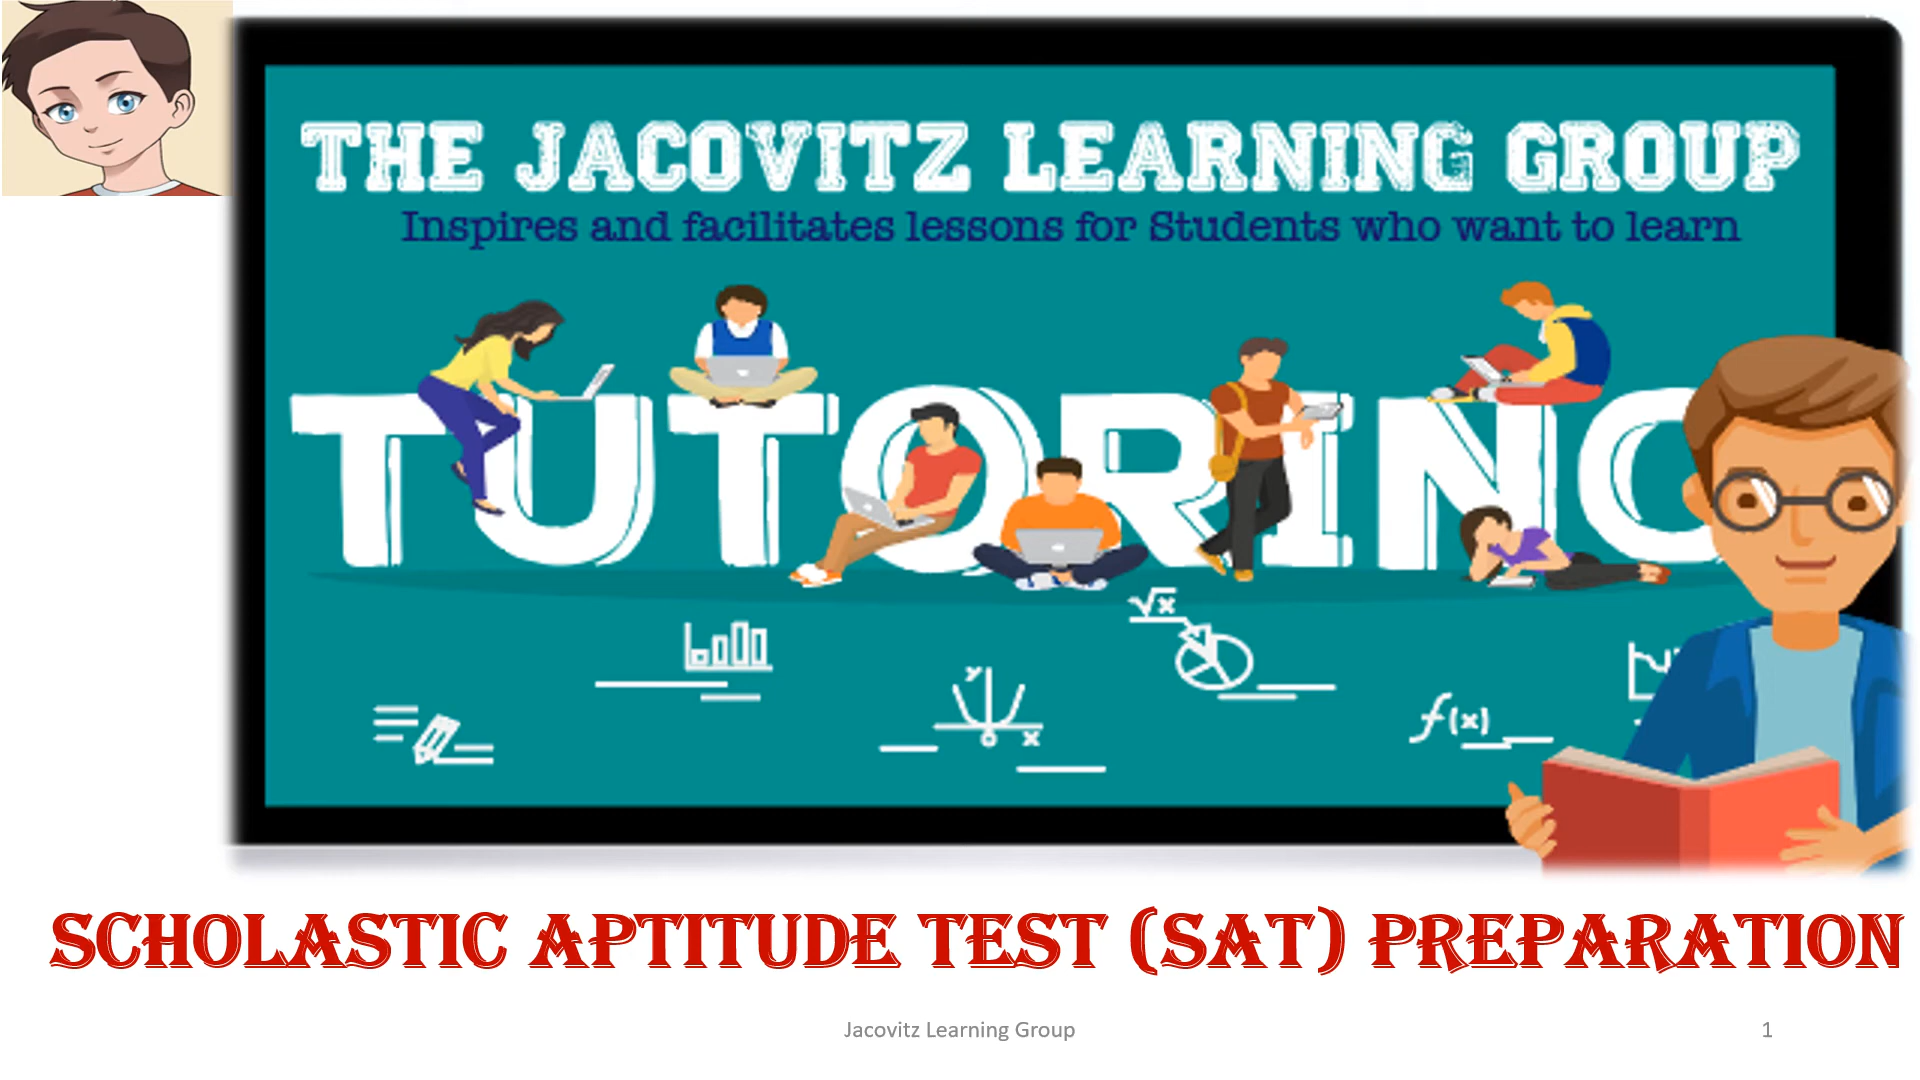 THE JACOVITZ LEARNING GROUP
Inspires and facilitates lessons for Students who want to learn
TUTORING
√x
y
x
f(x)
SCHOLASTIC APTITUDE TEST (SAT) PREPARATION
Jacovitz Learning Group
1